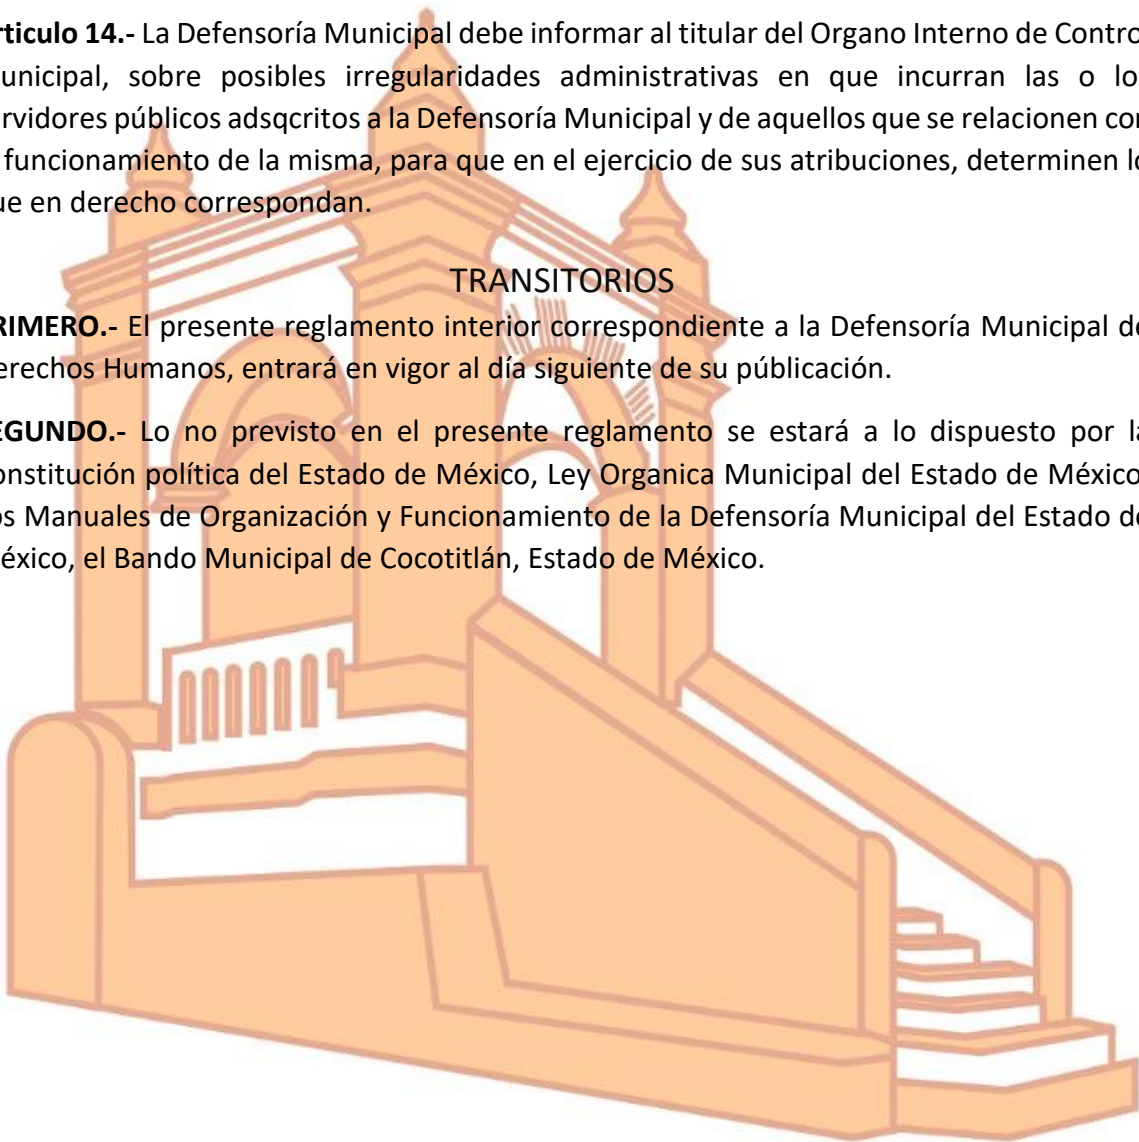 rticulo 14.- La Defensoría Municipal debe informar al titular del Organo Interno de Contro
unicipal, sobre posibles irregularidades administrativas en que incurran las o lo
rvidores públicos adsqcritos a la Defensoría Municipal y de aquellos que se relacionen con
funcionamiento de la misma, para que en el ejercicio de sus atribuciones, determinen lo
ue en derecho correspondan.
TRANSITORIOS
RIMERO.- El presente reglamento interior correspondiente a la Defensoría Municipal de
erechos Humanos, entrará en vigor al día siguiente de su públicación.
EGUNDO.- Lo no previsto en el presente reglamento se estará a lo dispuesto por la
onstitución política del Estado de México, Ley Organica Municipal del Estado de México
os Manuales de Organización y Funcionamiento de la Defensoría Municipal del Estado de
éxico, el Bando Municipal de Cocotitlán, Estado de México.